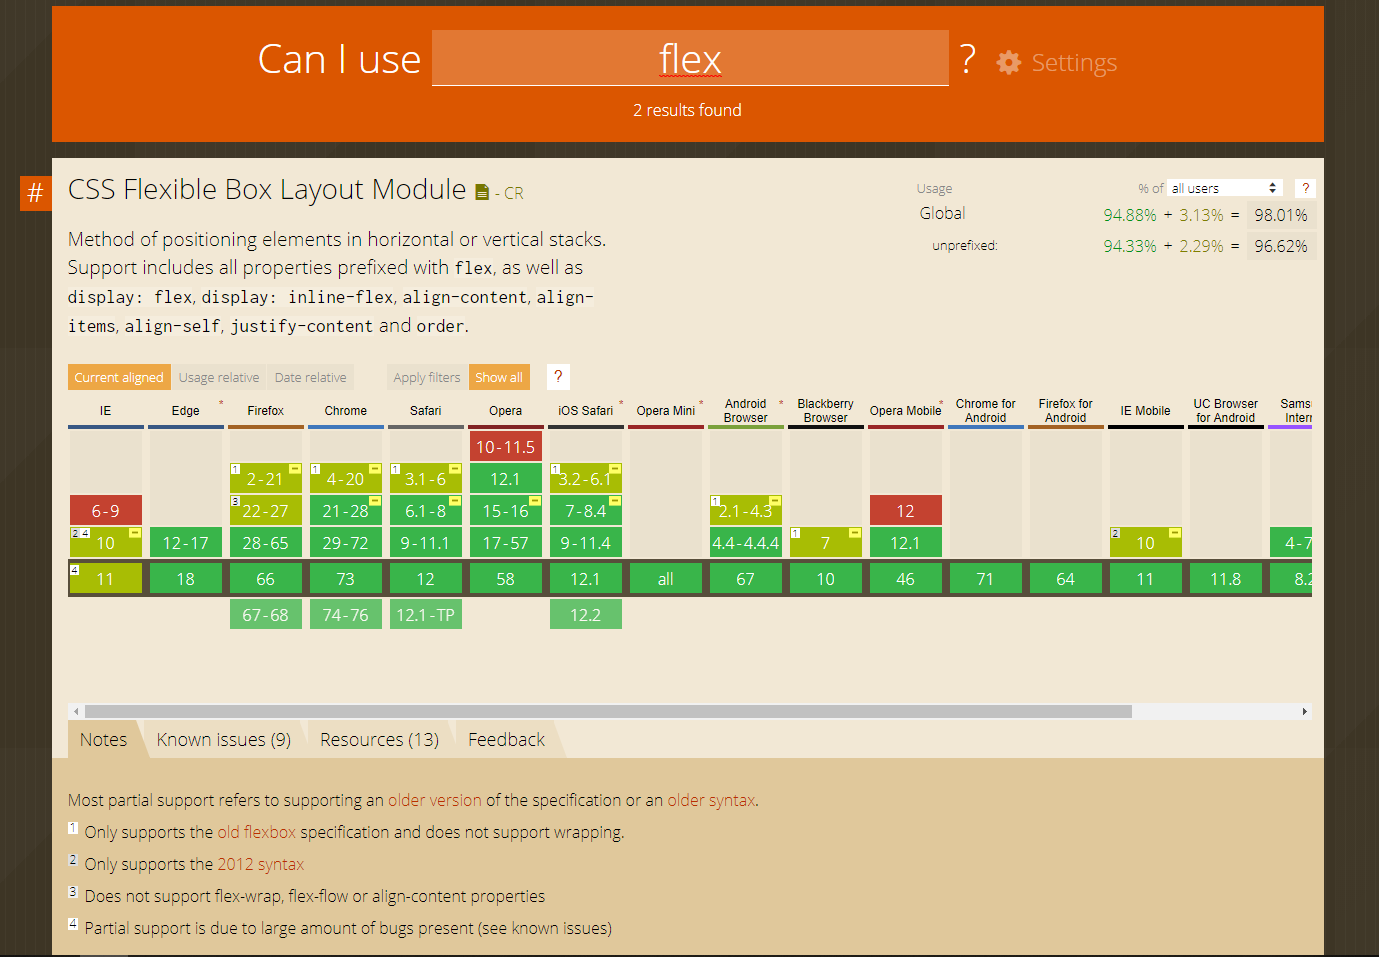 Can I use flex ? Settings
2 results found
#
CSS Flexible Box Layout Module - CR
Usage % of all users ?
Global 94.88% + 3.13% = 98.01%
unprefixed: 94.33% + 2.29% = 96.62%
Method of positioning elements in horizontal or vertical stacks.
Support includes all properties prefixed with flex, as well as
display: flex, display: inline-flex, align-content, align-
items, align-self, justify-content and order.
Current aligned Usage relative Date relative Apply filters Show all ?
IE Edge * Firefox Chrome Safari Opera iOS Safari * Opera Mini * Android Browser * Blackberry Browser Opera Mobile * Chrome for Android Firefox for Android IE Mobile UC Browser for Android Sams Inter
10-11.5
1 2-21 1 4-20 1 3.1-6 12.1 1 3.2-6.1
6-9 3 22-27 21-28 6.1-8 15-16 7-8.4 1 2.1-4.3 12
2 4 10 12-17 28-65 29-72 9-11.1 17-57 9-11.4 4.4-4.4.4 1 7 12.1 2 10 4-7
4 11 18 66 73 12 58 12.1 all 67 10 46 71 64 11 11.8 8.2
67-68 74-76 12.1-TP 12.2
Notes Known issues (9) Resources (13) Feedback
Most partial support refers to supporting an older version of the specification or an older syntax.
1 Only supports the old flexbox specification and does not support wrapping.
2 Only supports the 2012 syntax
3 Does not support flex-wrap, flex-flow or align-content properties
4 Partial support is due to large amount of bugs present (see known issues)